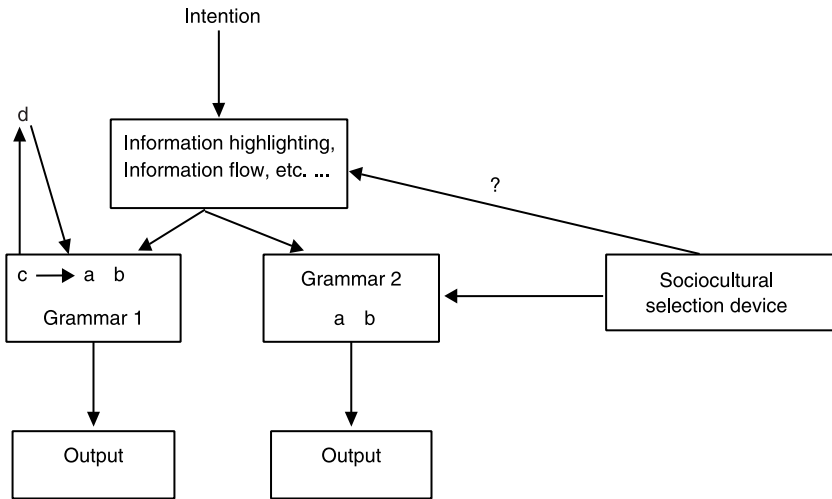 Intention
d
Information highlighting,
Information flow, etc. ...
?
c a b
Grammar 1
Grammar 2
a b
Sociocultural
selection device
Output
Output